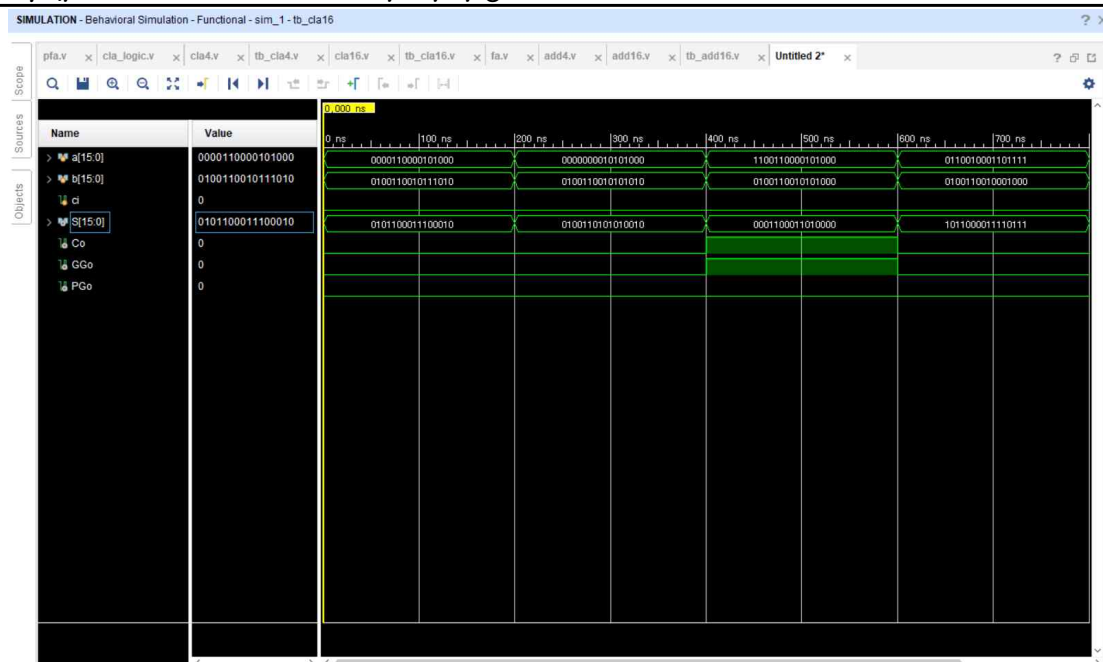 SIMULATION - Behavioral Simulation - Functional - sim_1 - tb_cla16 ?
pfa.v x cla_logic.v x cla4.v x tb_cla4.v x cla16.v x tb_cla16.v x fa.v x add4.v x add16.v x tb_add16.v x Untitled 2* x ?
Scope
Sources
Objects
0.000 ns
Name Value 0 ns 100 ns 200 ns 300 ns 400 ns 500 ns 600 ns 700 ns
a[15:0] 0000110000101000 0000110000101000 0000000010101000 1100110000101000 0110010001101111
b[15:0] 0100110010111010 0100110010111010 0100110010101010 0100110010101000 0100110010001000
ci 0
S[15:0] 0101100011100010 0101100011100010 0100110101010010 0001100011010000 1011000011110111
Co 0
GGo 0
PGo 0